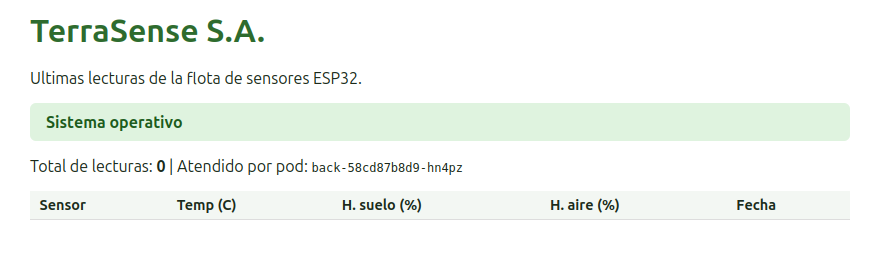 TerraSense S.A.
Ultimas lecturas de la flota de sensores ESP32.
Sistema operativo
Total de lecturas: 0 | Atendido por pod: back-58cd87b8d9-hn4pz
Sensor Temp (C) H. suelo (%) H. aire (%) Fecha